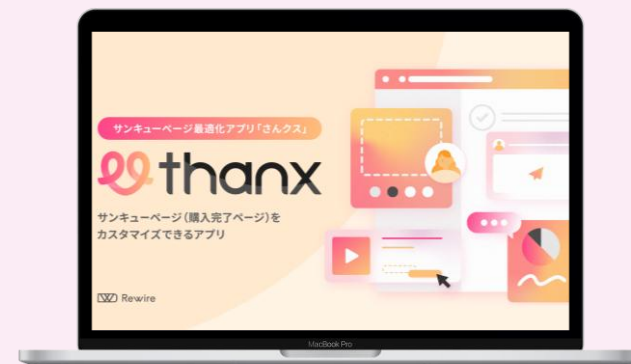 サンキューページ最適化アプリ「さんクス」
thanx
サンキューページ（購入完了ページ）を
カスタマイズできるアプリ
Rewire
MacBook Pro